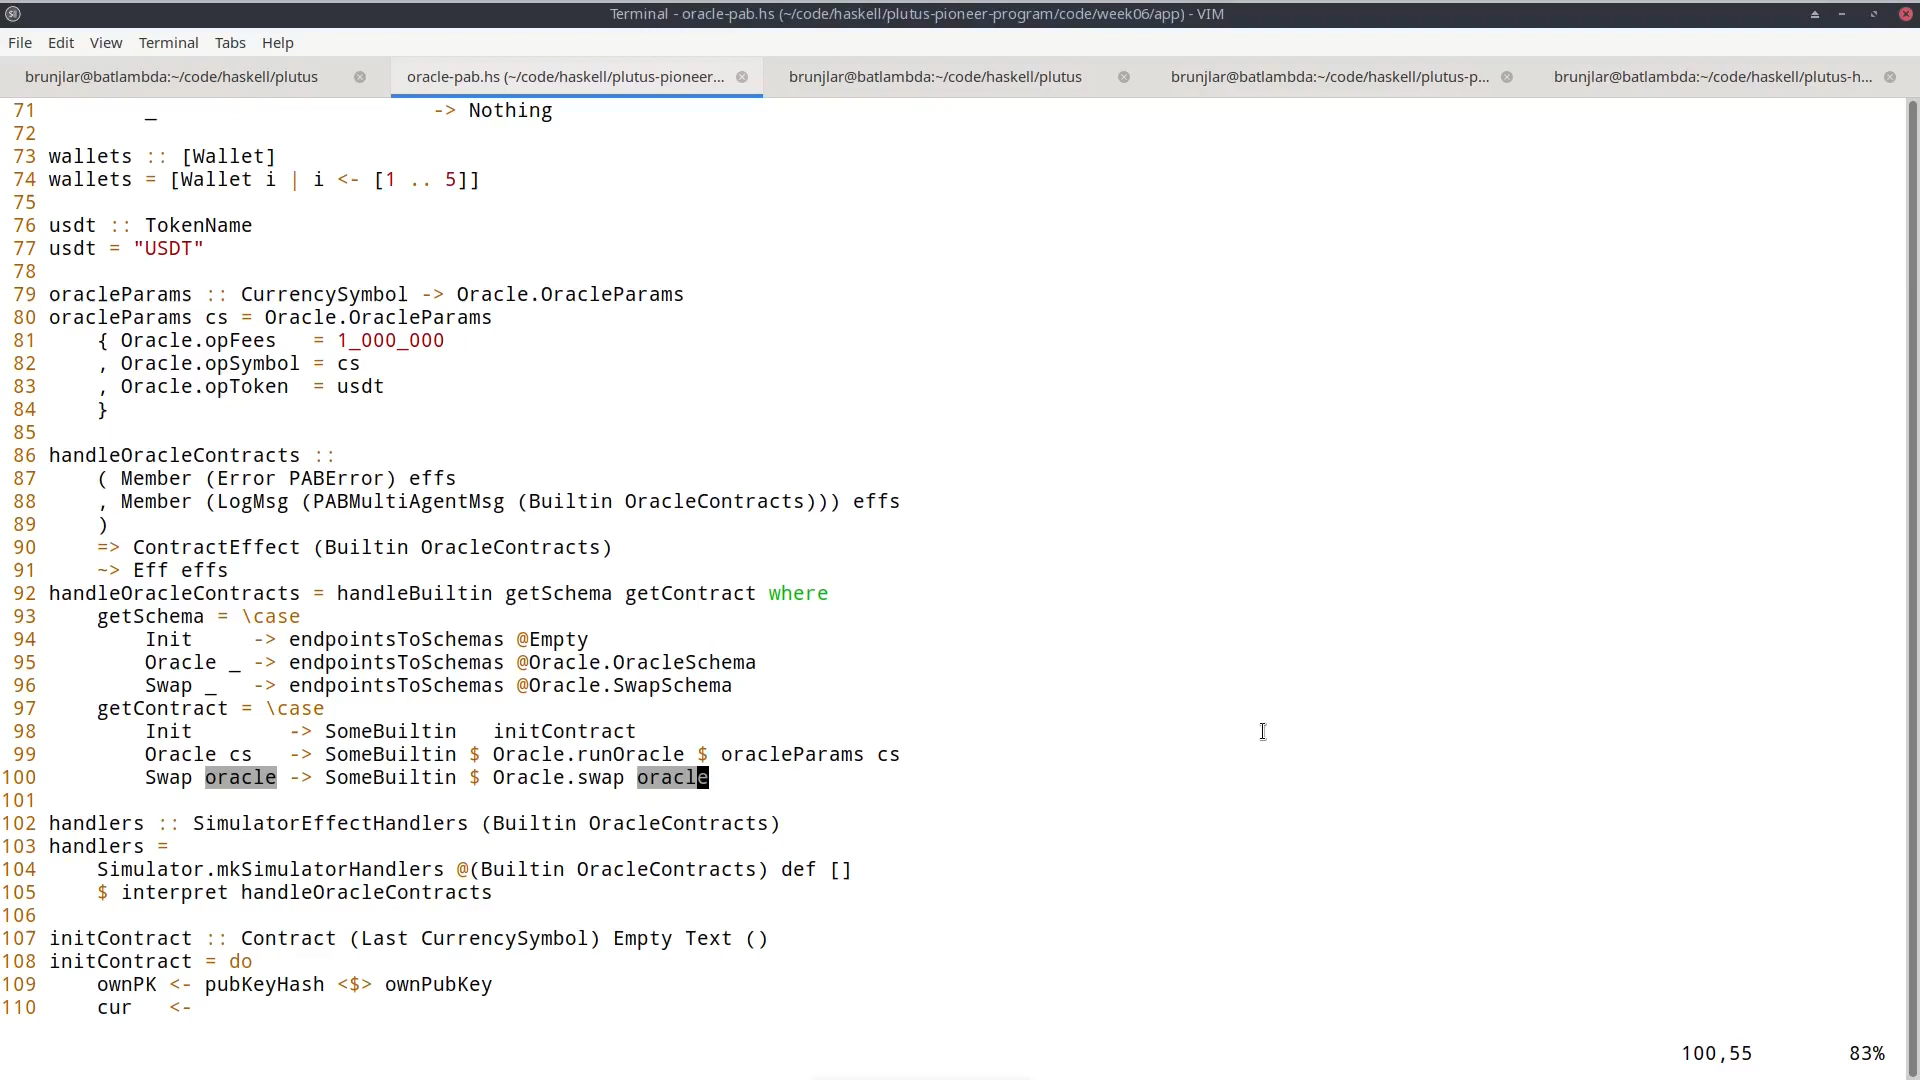 Terminal - oracle-pab.hs (~/code/haskell/plutus-pioneer-program/code/week06/app) - VIM
File Edit View Terminal Tabs Help
brunjlar@batlambda:~/code/haskell/plutus oracle-pab.hs (~/code/haskell/plutus-pioneer... brunjlar@batlambda:~/code/haskell/plutus brunjlar@batlambda:~/code/haskell/plutus-p... brunjlar@batlambda:~/code/haskell/plutus-h...
71         _                       -> Nothing
72
73 wallets :: [Wallet]
74 wallets = [Wallet i | i <- [1 .. 5]]
75
76 usdt :: TokenName
77 usdt = "USDT"
78
79 oracleParams :: CurrencySymbol -> Oracle.OracleParams
80 oracleParams cs = Oracle.OracleParams
81     { Oracle.opFees   = 1_000_000
82     , Oracle.opSymbol = cs
83     , Oracle.opToken  = usdt
84     }
85
86 handleOracleContracts ::
87     ( Member (Error PABError) effs
88     , Member (LogMsg (PABMultiAgentMsg (Builtin OracleContracts))) effs
89     )
90     => ContractEffect (Builtin OracleContracts)
91     ~> Eff effs
92 handleOracleContracts = handleBuiltin getSchema getContract where
93     getSchema = \case
94         Init     -> endpointsToSchemas @Empty
95         Oracle _ -> endpointsToSchemas @Oracle.OracleSchema
96         Swap _   -> endpointsToSchemas @Oracle.SwapSchema
97     getContract = \case
98         Init        -> SomeBuiltin   initContract
99         Oracle cs   -> SomeBuiltin $ Oracle.runOracle $ oracleParams cs
100         Swap oracle -> SomeBuiltin $ Oracle.swap oracle
101
102 handlers :: SimulatorEffectHandlers (Builtin OracleContracts)
103 handlers =
104     Simulator.mkSimulatorHandlers @(Builtin OracleContracts) def []
105     $ interpret handleOracleContracts
106
107 initContract :: Contract (Last CurrencySymbol) Empty Text ()
108 initContract = do
109     ownPK <- pubKeyHash <$> ownPubKey
110     cur   <-
100,55 83%